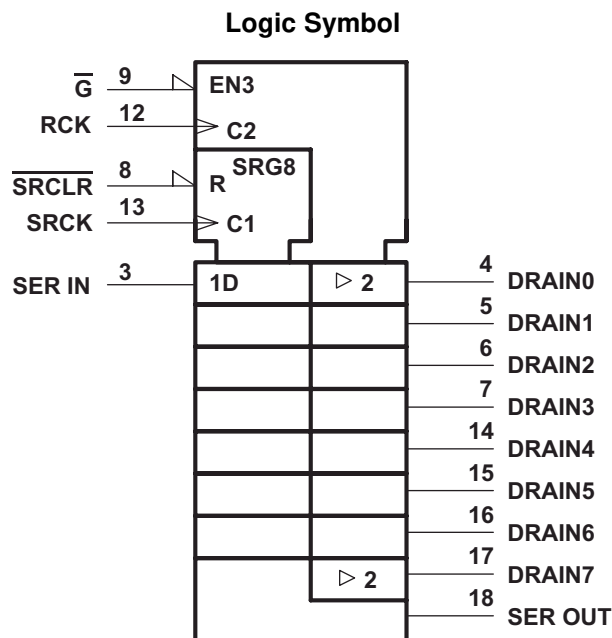 Logic Symbol
G̅ 9 EN3
RCK 12 C2
SRG8
S̅R̅C̅L̅R̅ 8 R
SRCK 13 C1
SER IN 3 1D ▷ 2 4 DRAIN0
5 DRAIN1
6 DRAIN2
7 DRAIN3
14 DRAIN4
15 DRAIN5
16 DRAIN6
▷ 2 17 DRAIN7
18 SER OUT